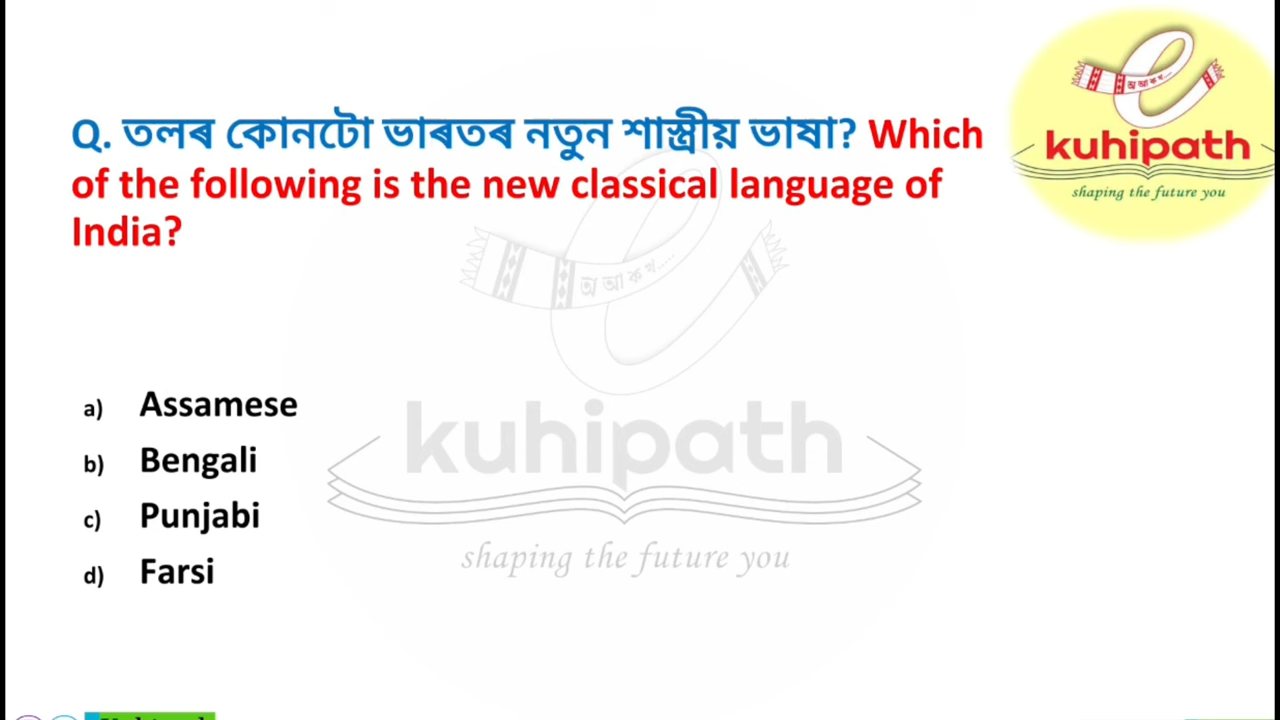 Q. তলৰ কোনটো ভাৰতৰ নতুন শাস্ত্ৰীয় ভাষা? Which
of the following is the new classical language of
India?
অ আ ক খ....
kuhipath
shaping the future you
অ আ ক খ.....
a) Assamese
b) Bengali
kuhipath
c) Punjabi
shaping the future you
d) Farsi